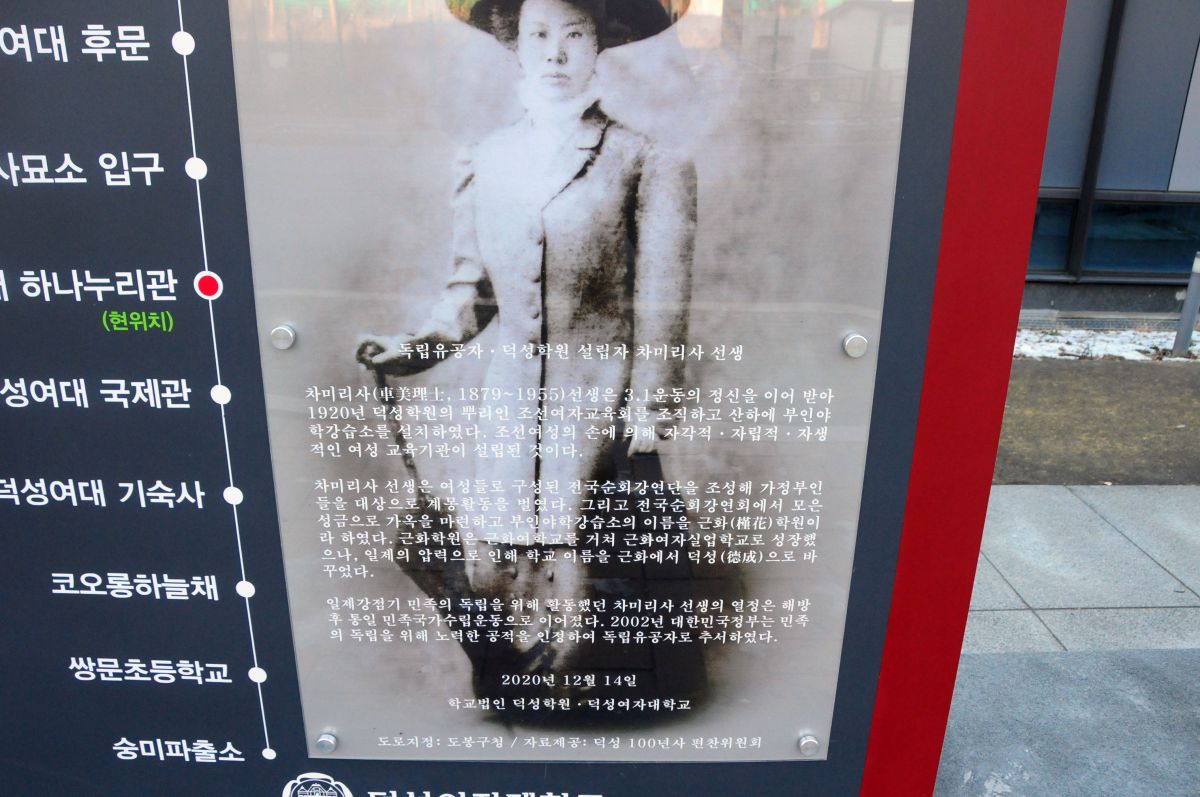 여대 후문
사묘소 입구
하나누리관
(현위치)
성여대 국제관
덕성여대 기숙사
코오롱하늘채
쌍문초등학교
숭미파출소
독립유공자 · 덕성학원 설립자 차미리사 선생
차미리사(車美理士, 1879~1955)선생은 3.1운동의 정신을 이어 받아
1920년 덕성학원의 뿌리인 조선여자교육회를 조직하고 산하에 부인야
학강습소를 설치하였다. 조선여성의 손에 의해 자각적 · 자립적 · 자생
적인 여성 교육기관이 설립된 것이다.
차미리사 선생은 여성들로 구성된 전국순회강연단을 조성해 가정부인
들을 대상으로 계몽활동을 벌였다. 그리고 전국순회강연회에서 모은
성금으로 가옥을 마련하고 부인야학강습소의 이름을 근화(槿花)학원이
라 하였다. 근화학원은 근화여학교를 거쳐 근화여자실업학교로 성장했
으나, 일제의 압력으로 인해 학교 이름을 근화에서 덕성(德成)으로 바
꾸었다.
일제강점기 민족의 독립을 위해 활동했던 차미리사 선생의 열정은 해방
후 통일 민족국가수립운동으로 이어졌다. 2002년 대한민국정부는 민족
의 독립을 위해 노력한 공적을 인정하여 독립유공자로 추서하였다.
2020년 12월 14일
학교법인 덕성학원 · 덕성여자대학교
도로지정: 도봉구청 / 자료제공: 덕성 100년사 편찬위원회